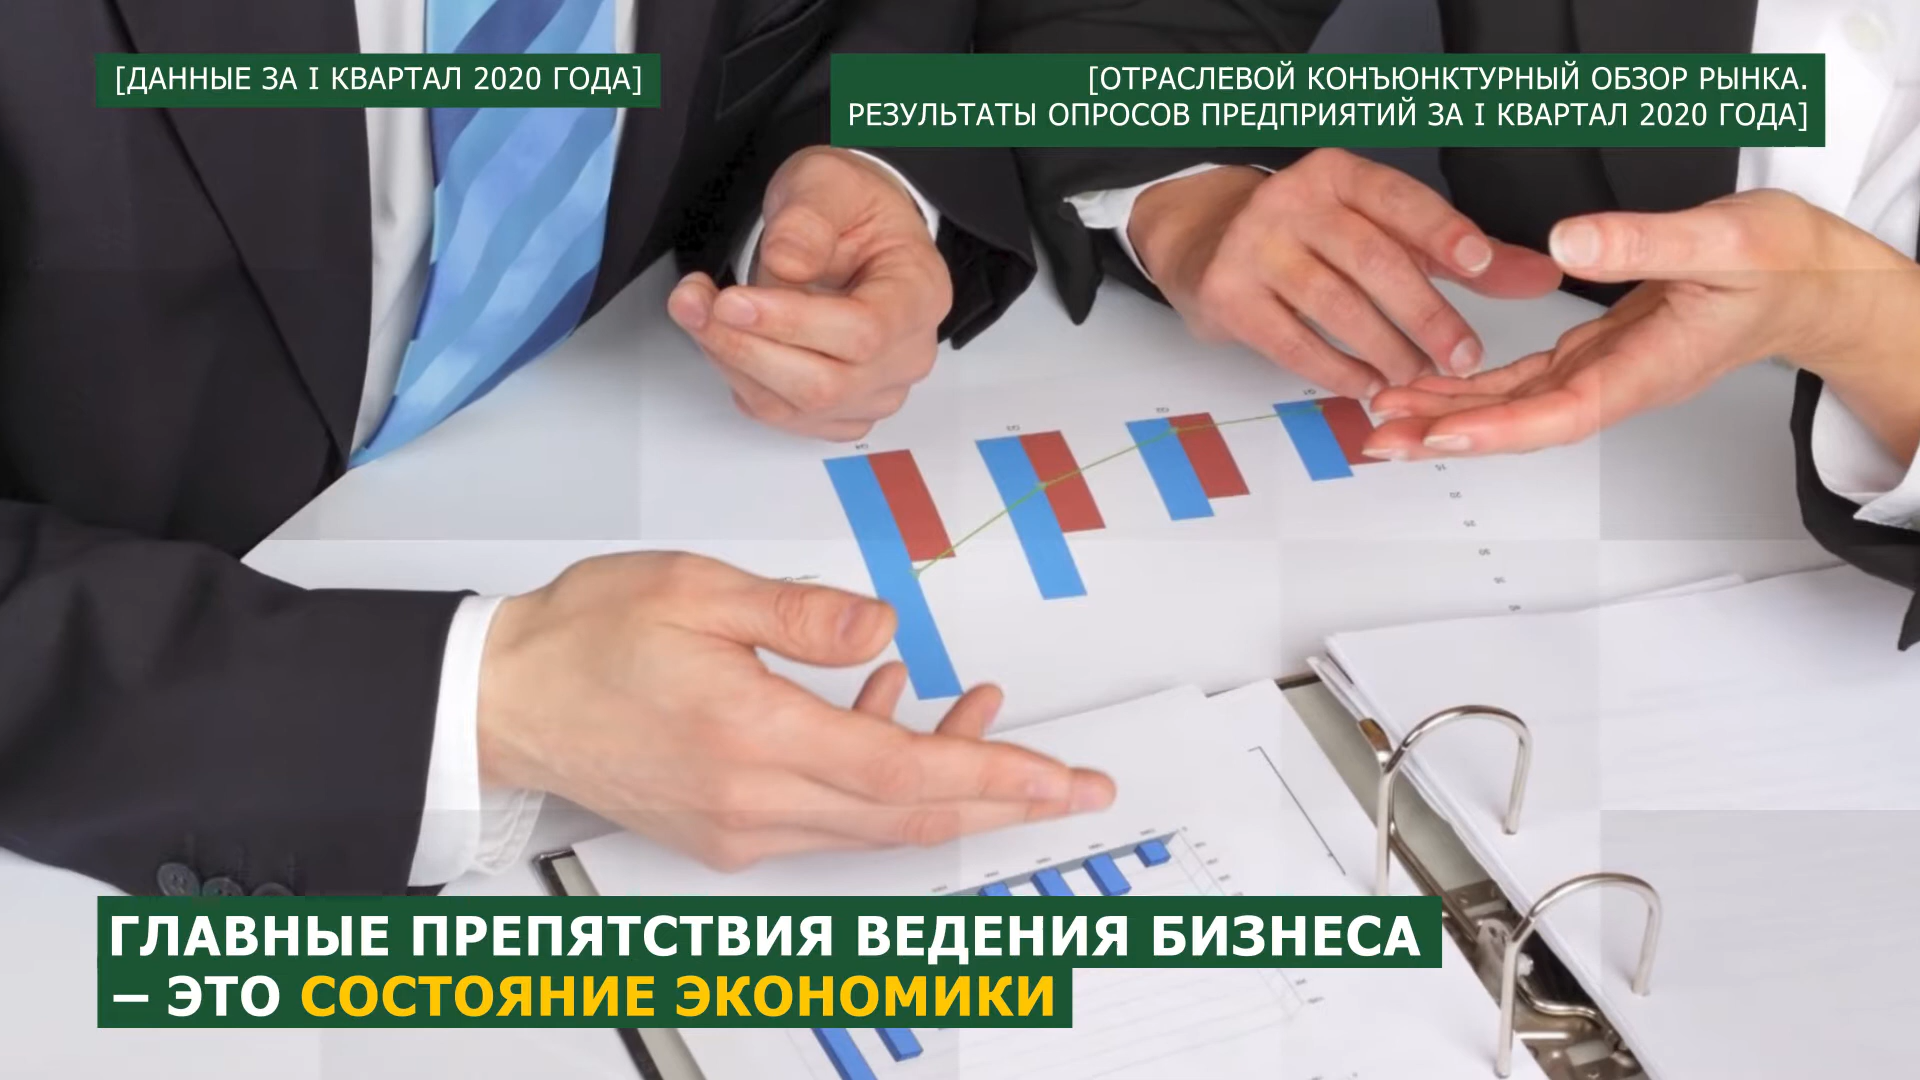 [ДАННЫЕ ЗА I КВАРТАЛ 2020 ГОДА]
[ОТРАСЛЕВОЙ КОНЪЮНКТУРНЫЙ ОБЗОР РЫНКА.
РЕЗУЛЬТАТЫ ОПРОСОВ ПРЕДПРИЯТИЙ ЗА I КВАРТАЛ 2020 ГОДА]
ГЛАВНЫЕ ПРЕПЯТСТВИЯ ВЕДЕНИЯ БИЗНЕСА
– ЭТО СОСТОЯНИЕ ЭКОНОМИКИ